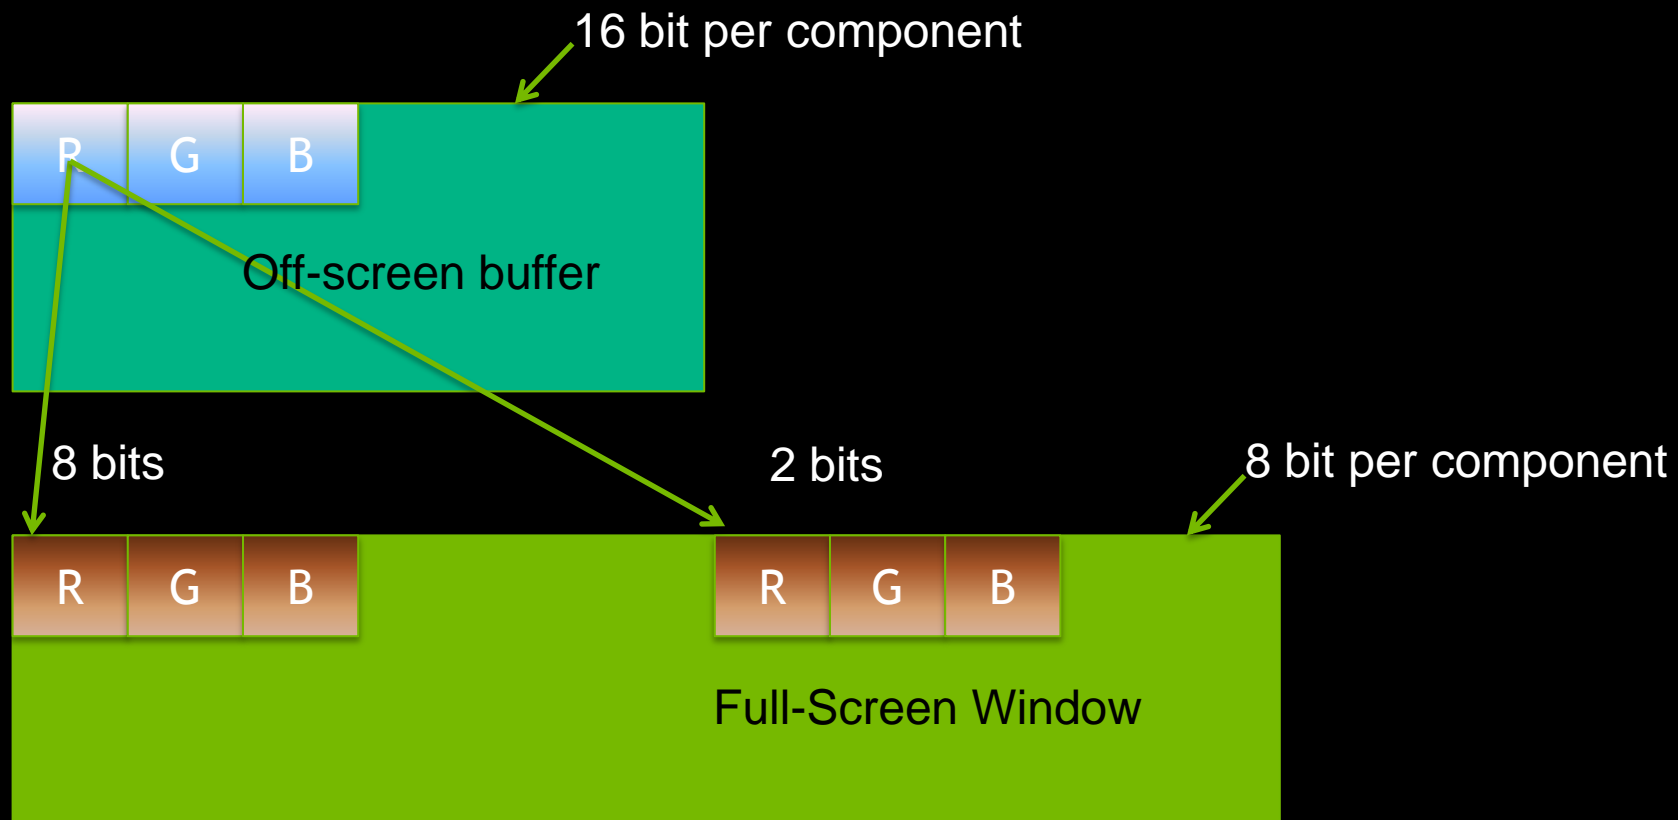 16 bit per component
R G B
Off-screen buffer
8 bits
2 bits
8 bit per component
R G B
R G B
Full-Screen Window